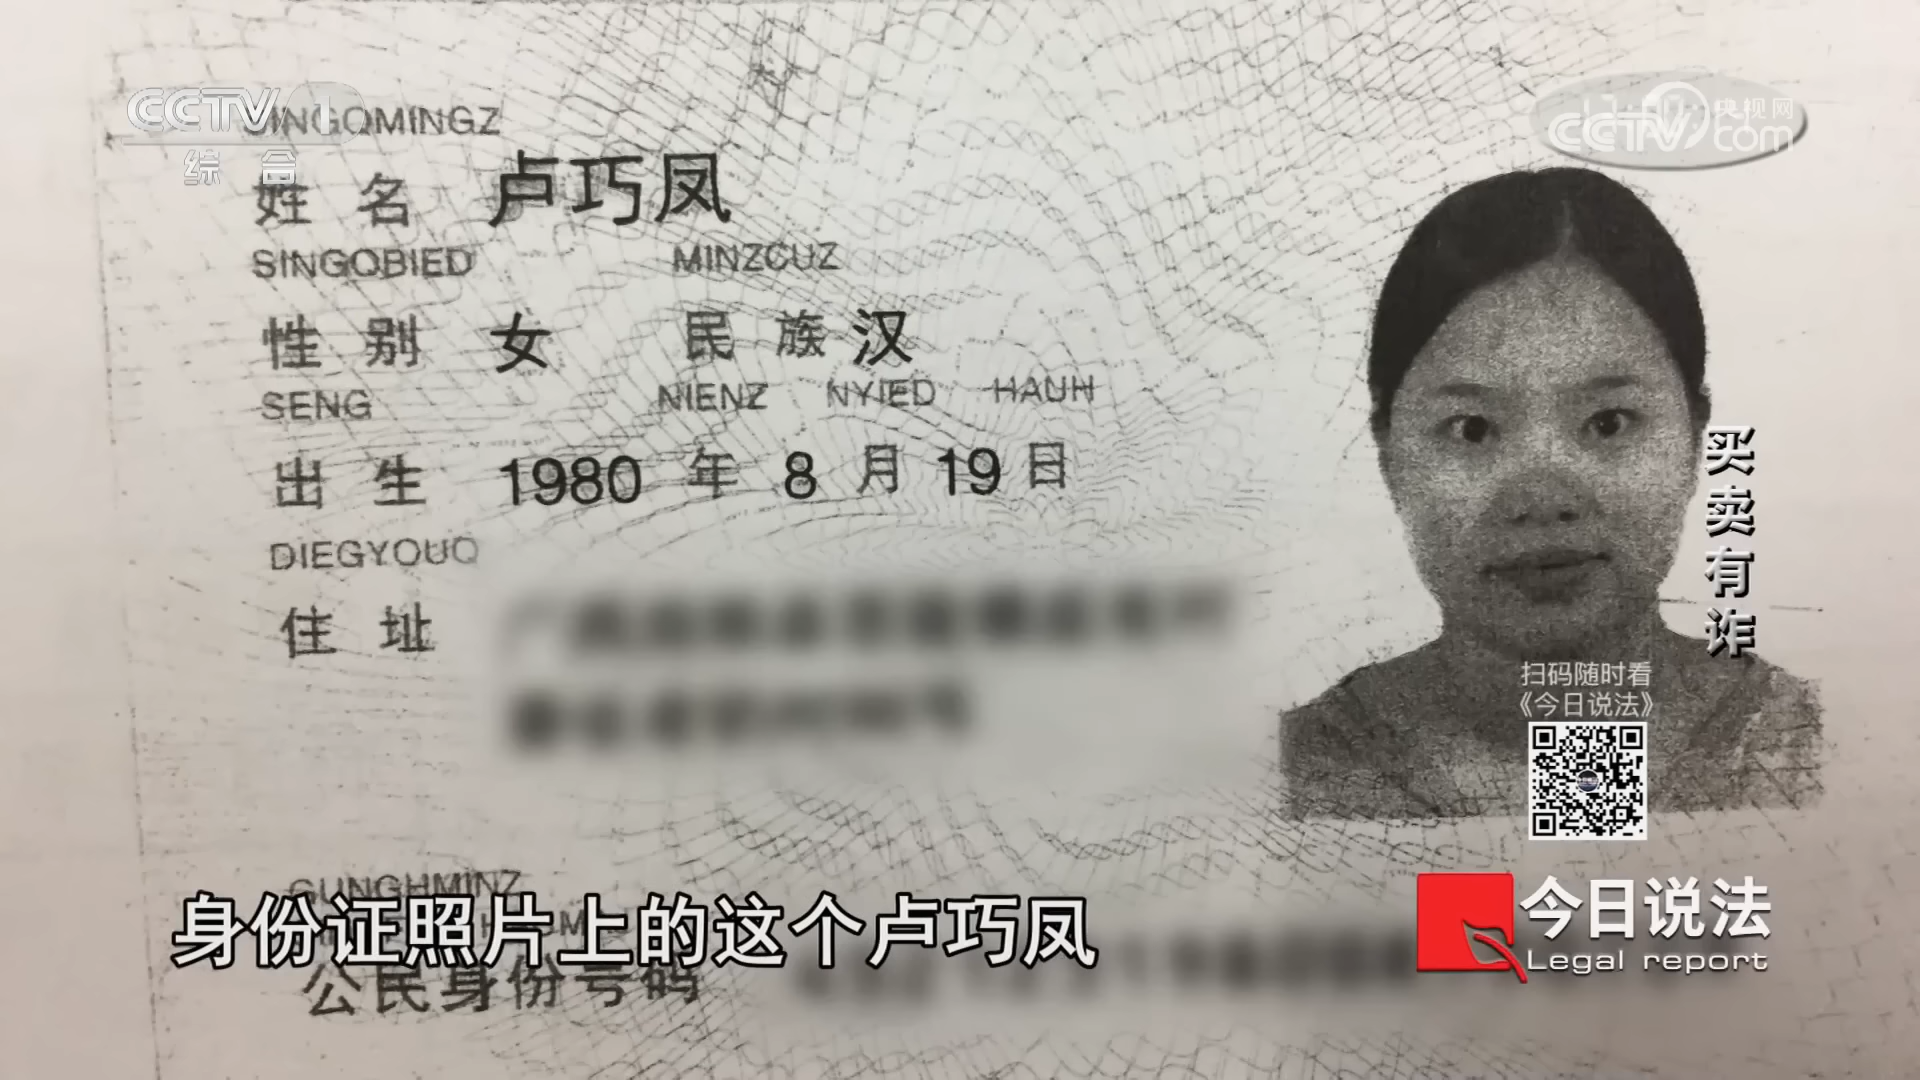 CCTV 1
综合
央视网
CCTV.com
SINGQMINGZ
姓 名 卢巧凤
SINGQBIED MINZCUZ
性 别 女 民 族 汉
SENG NIENZ NYIED HAUH
出 生 1980 年 8 月 19 日
DIEGYOUQ
住 址
买卖有诈
扫码随时看
《今日说法》
GUNGHMINZ
身份证照片上的这个卢巧凤
公民身份号码
今日说法
Legal report